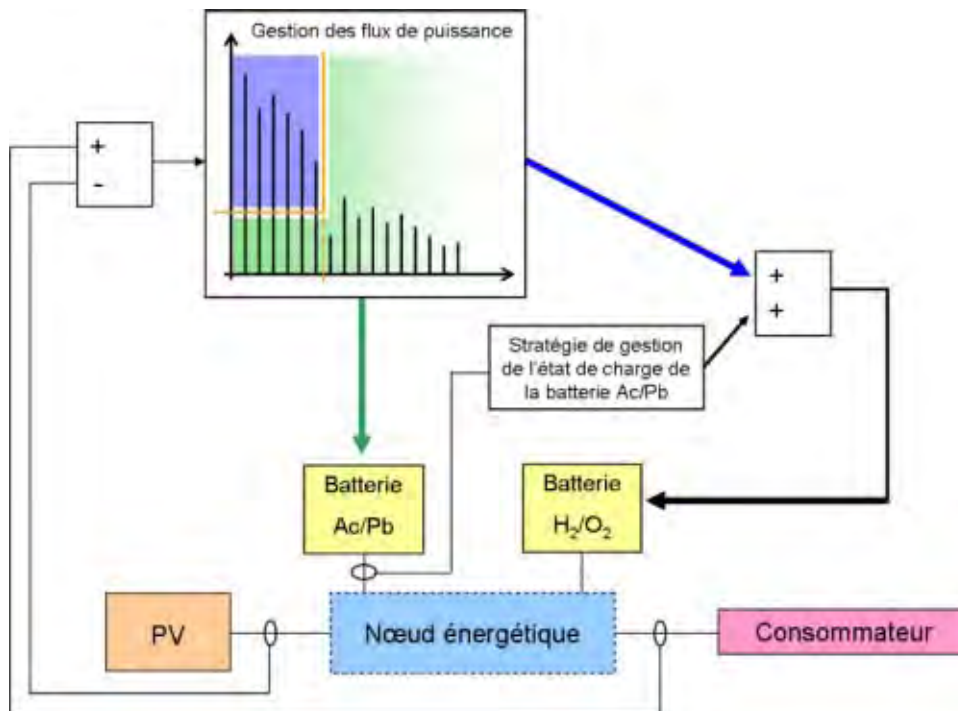 Gestion des flux de puissance
+
-
+
+
Stratégie de gestion
de l'état de charge de
la batterie Ac/Pb
Batterie
Ac/Pb
Batterie
H₂/O₂
PV
Nœud énergétique
Consommateur